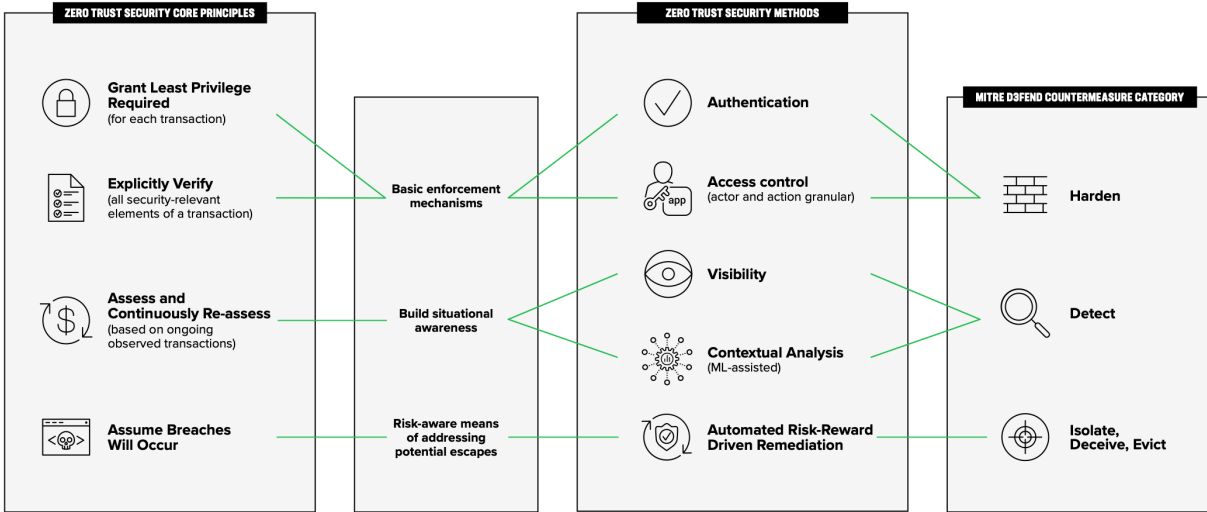 ZERO TRUST SECURITY CORE PRINCIPLES
Grant Least Privilege
Required
(for each transaction)
Explicitly Verify
(all security-relevant
elements of a transaction)
Assess and
Continuously Re-assess
(based on ongoing
observed transactions)
$
Assume Breaches
Will Occur
Basic enforcement
mechanisms
Build situational
awareness
Risk-aware means
of addressing
potential escapes
ZERO TRUST SECURITY METHODS
Authentication
Access control
(actor and action granular)
app
Visibility
Contextual Analysis
(ML-assisted)
Automated Risk-Reward
Driven Remediation
MITRE D3FEND COUNTERMEASURE CATEGORY
Harden
Detect
Isolate,
Deceive, Evict